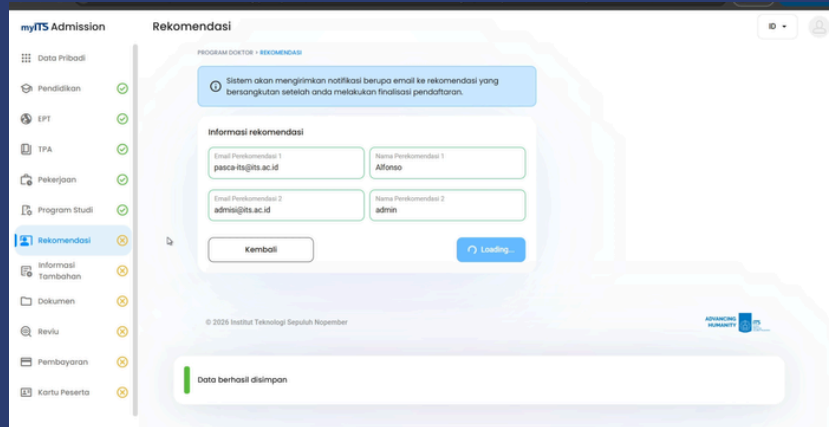 myITS Admission
Rekomendasi
ID
Data Pribadi
Pendidikan
EPT
TPA
Pekerjaan
Program Studi
Rekomendasi
Informasi
Tambahan
Dokumen
Reviu
Pembayaran
Kartu Peserta
PROGRAM DOKTOR • REKOMENDASI
Sistem akan mengirimkan notifikasi berupa email ke rekomendasi yang
bersangkutan setelah anda melakukan finalisasi pendaftaran.
Informasi rekomendasi
Email Perekomendasi 1
pasca-its@its.ac.id
Nama Perekomendasi 1
Alfonso
Email Perekomendasi 2
admisi@its.ac.id
Nama Perekomendasi 2
admin
Kembali
Loading...
© 2026 Institut Teknologi Sepuluh Nopember
ADVANCING
HUMANITY
ITS
Data berhasil disimpan